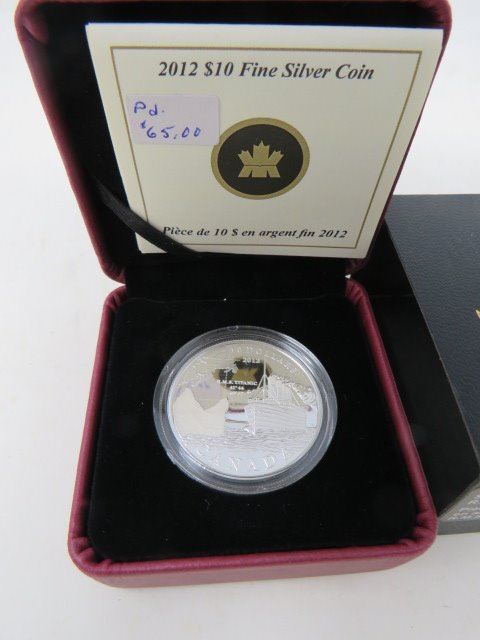 2012 $10 Fine Silver Coin
Pd.
$65.00
Pièce de 10 $ en argent fin 2012
2012
R.M.S. TITANIC
CANADA